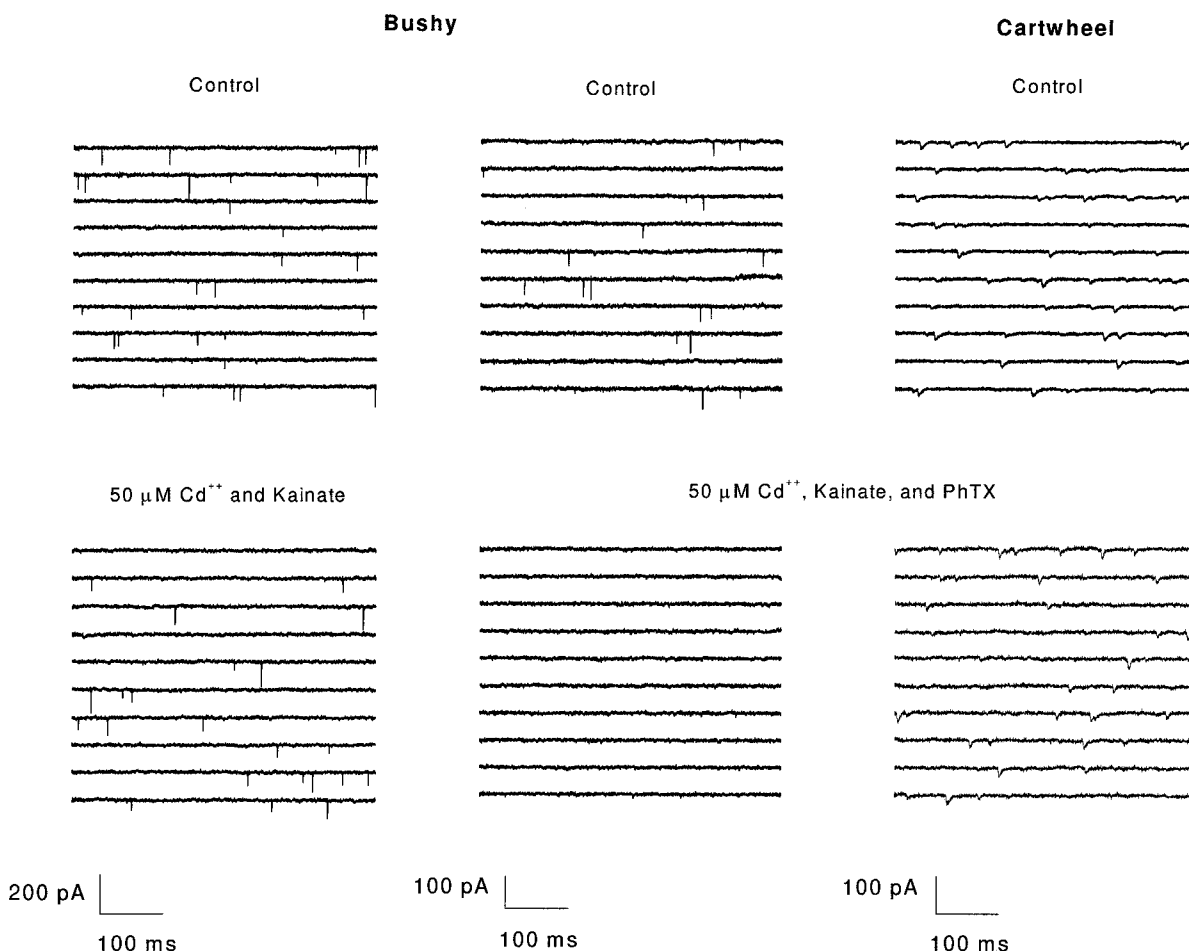 Bushy
Cartwheel
Control
Control
Control
50 μM Cd++ and Kainate
50 μM Cd++, Kainate, and PhTX
200 pA
100 ms
100 pA
100 ms
100 pA
100 ms